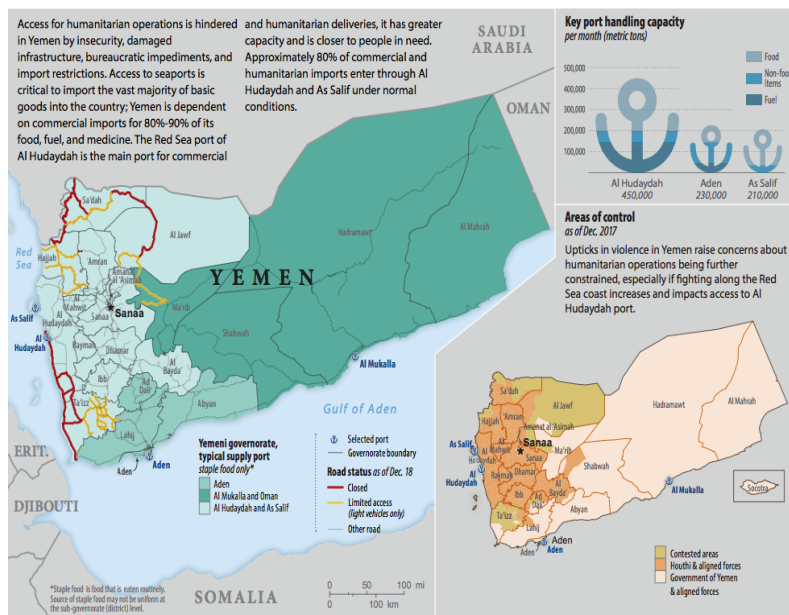 Access for humanitarian operations is hindered
in Yemen by insecurity, damaged
infrastructure, bureaucratic impediments, and
import restrictions. Access to seaports is
critical to import the vast majority of basic
goods into the country; Yemen is dependent
on commercial imports for 80%-90% of its
food, fuel, and medicine. The Red Sea port of
Al Hudaydah is the main port for commercial
and humanitarian deliveries, it has greater
capacity and is closer to people in need.
Approximately 80% of commercial and
humanitarian imports enter through Al
Hudaydah and As Salif under normal
conditions.
SAUDI
ARABIA
OMAN
Sa'dah
Al Jawf
Hadramawt
Al Mahrah
Red
Sea
Hajjah
'Amran
Amanat
al 'Asimah
YEMEN
Al
Mahwit
Sanaa
Sanaa
Ma'rib
As Salif
Al
Hudaydah
Al
Hudaydah
Raymah
Dhamar
Shabwah
Al
Bayda'
Al Mukalla
Ibb
Ad
Dali'
Ta'izz
Abyan
Lahij
Gulf of Aden
Aden
Aden
ERIT.
DJIBOUTI
SOMALIA
Yemeni governorate,
typical supply port
staple food only*
Aden
Al Mukalla and Oman
Al Hudaydah and As Salif
Selected port
Governorate boundary
Road status as of Dec. 18
Closed
Limited access
(light vehicles only)
Other road
*Staple food is food that is eaten routinely.
Source of staple food may not be uniform at
the sub-governorate (district) level.
0 50 100 mi
0 100 km
Key port handling capacity
per month (metric tons)
500,000
400,000
300,000
200,000
100,000
Food
Non-foo
items
Fuel
Al Hudaydah
450,000
Aden
230,000
As Salif
210,000
Areas of control
as of Dec. 2017
Upticks in violence in Yemen raise concerns about
humanitarian operations being further
constrained, especially if fighting along the Red
Sea coast increases and impacts access to Al
Hudaydah port.
Sa'dah
Al Jawf
Hadramawt
Al Mahrah
Hajjah
'Amran
Amanat al 'Asimah
As Salif
Al
Mahwit
Sanaa
Sanaa
Ma'rib
Al
Hudaydah
Al
Hudaydah
Raymah
Dhamar
Shabwah
Al
Bayda'
Ibb
Ad
Dali'
Al Mukalla
Socotra
Ta'izz
Abyan
Lahij
Aden
Aden
Aden
Contested areas
Houthi & aligned forces
Government of Yemen
& aligned forces